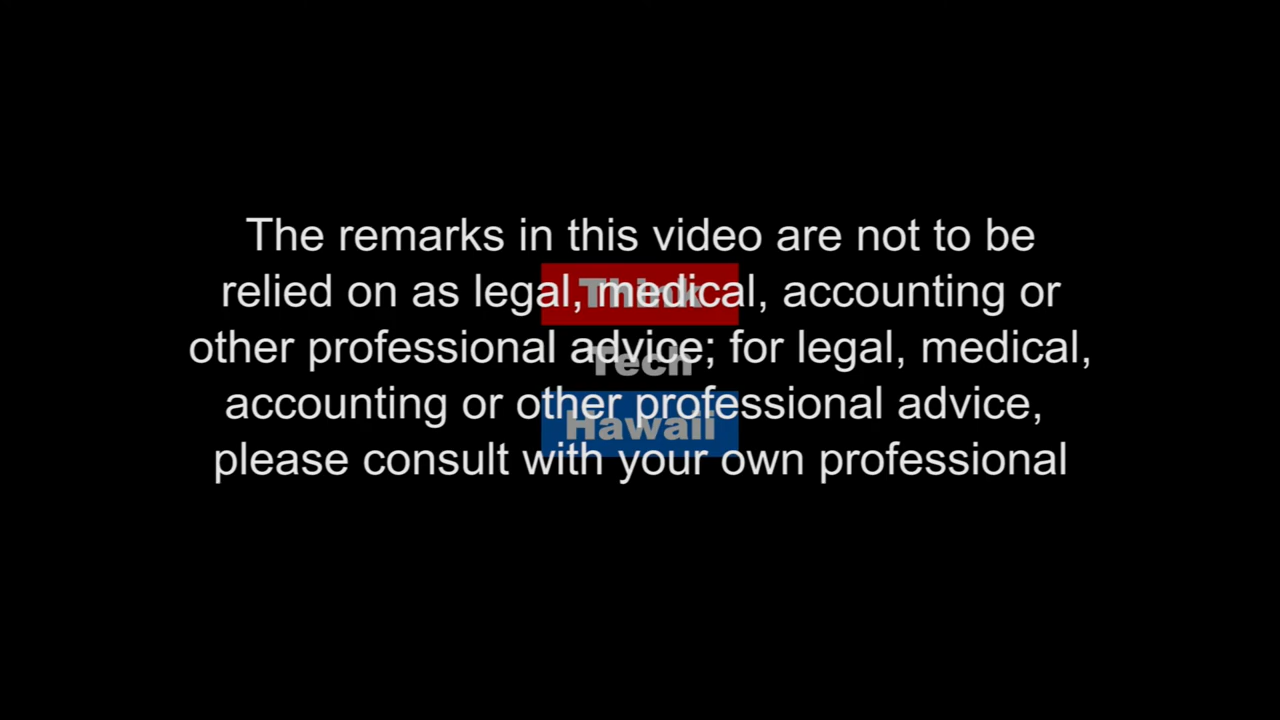 The remarks in this video are not to be
relied on as legal, medical, accounting or
other professional advice; for legal, medical,
accounting or other professional advice,
please consult with your own professional
Think
Tech
Hawaii